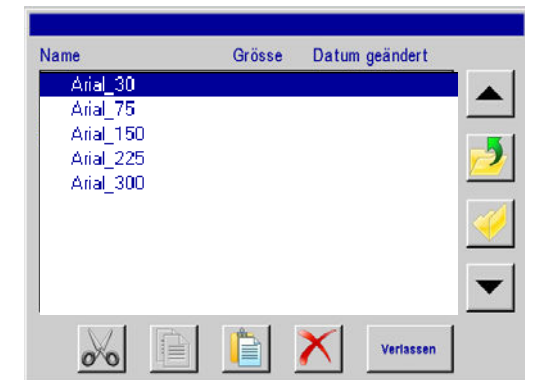 Name Grösse Datum geändert
Arial_30
Arial_75
Arial_150
Arial_225
Arial_300
Verlassen